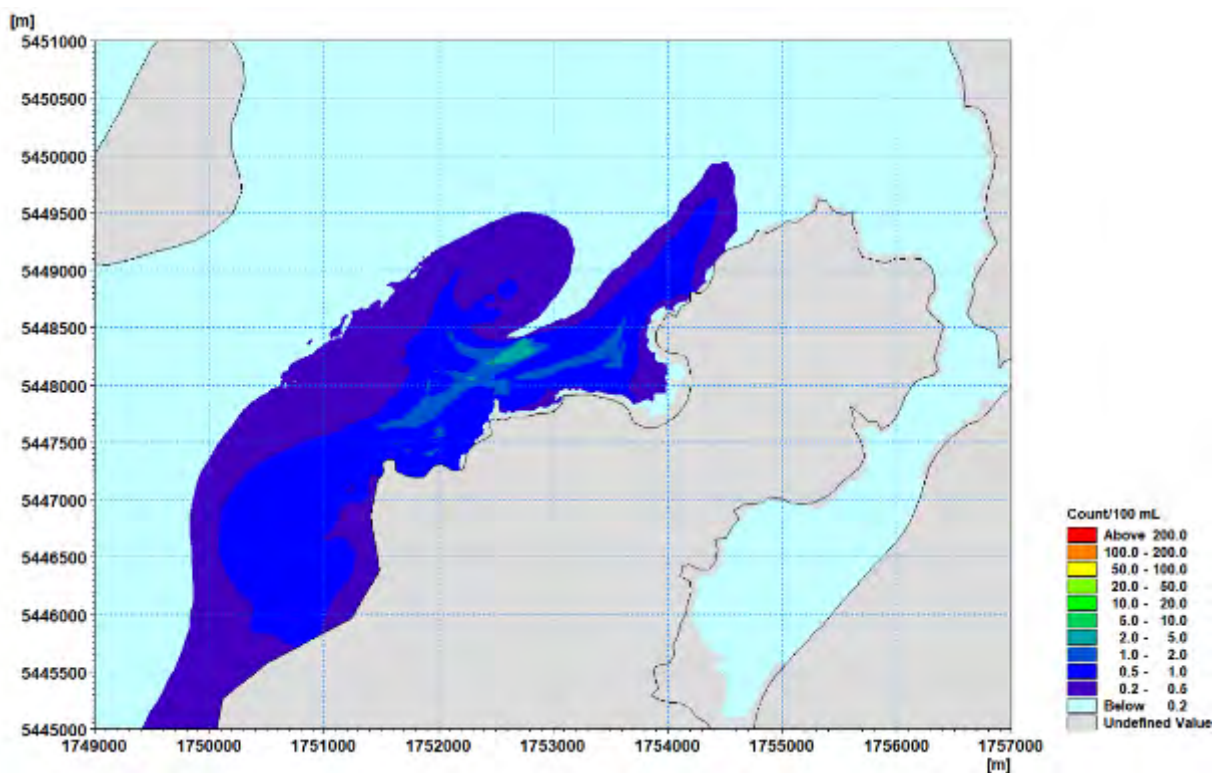 [m]
5451000
5450500
5450000
5449500
5449000
5448500
5448000
5447500
5447000
5446500
5446000
5445500
5445000
1749000 1750000 1751000 1752000 1753000 1754000 1755000 1756000 1757000
[m]
Count/100 mL
Above 200.0
100.0 - 200.0
50.0 - 100.0
20.0 - 50.0
10.0 - 20.0
5.0 - 10.0
2.0 - 5.0
1.0 - 2.0
0.5 - 1.0
0.2 - 0.5
Below 0.2
Undefined Value